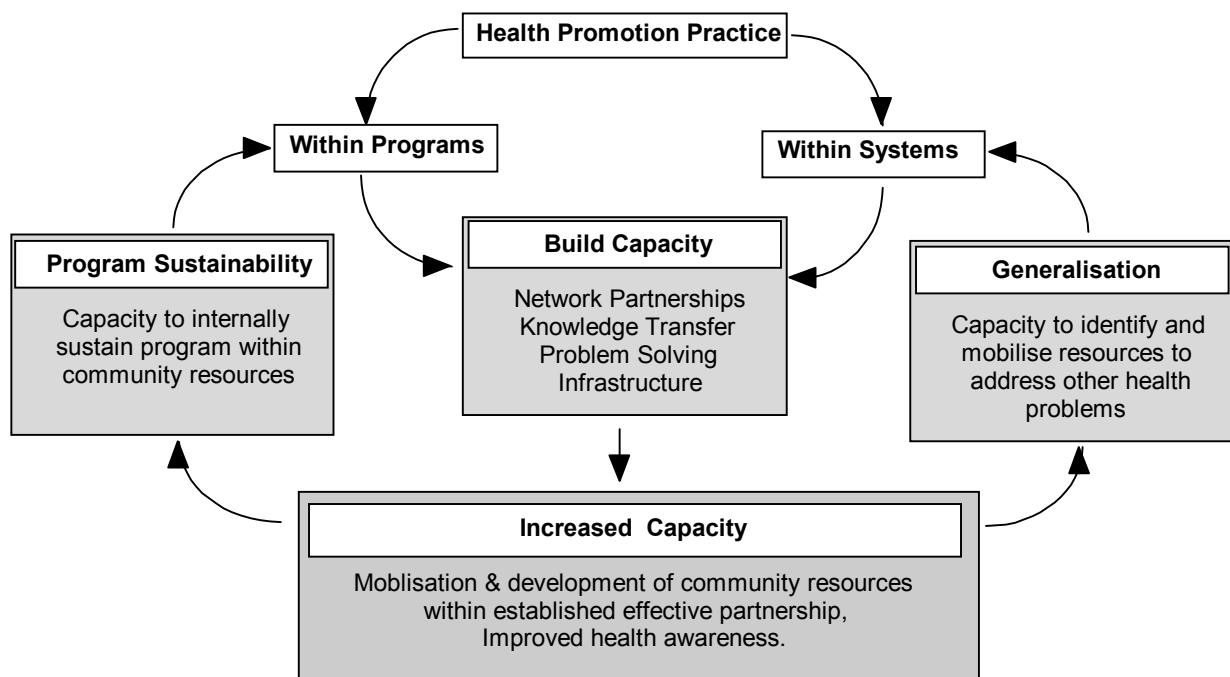 Health Promotion Practice
Within Programs
Within Systems
Program Sustainability
Capacity to internally
sustain program within
community resources
Build Capacity
Network Partnerships
Knowledge Transfer
Problem Solving
Infrastructure
Generalisation
Capacity to identify and
mobilise resources to
address other health
problems
Increased Capacity
Moblisation & development of community resources
within established effective partnership,
Improved health awareness.